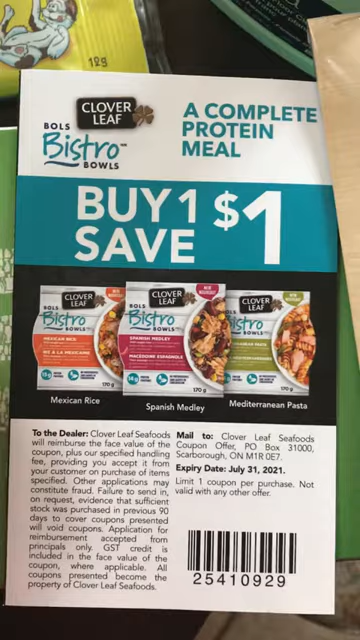 12g
CLOVER
LEAF
BOLS
Bistro™
BOWLS
A COMPLETE
PROTEIN
MEAL
BUY 1 $1
SAVE
CLOVER
LEAF
BOLS
Bistro
BOWLS
MEXICAN RICE
RIZ À LA MEXICAINE
170 g
CLOVER
LEAF
BOLS
Bistro
BOWLS
SPANISH MEDLEY
MACÉDOINE ESPAGNOLE
14g
170 g
CLOVER
LEAF
Bistro
BOWLS
170 g
Mexican Rice
Spanish Medley
Mediterranean Pasta
To the Dealer: Clover Leaf Seafoods
will reimburse the face value of the
coupon, plus our specified handling
fee, providing you accept it from
your customer on purchase of items
specified. Other applications may
constitute fraud. Failure to send in,
on request, evidence that sufficient
stock was purchased in previous 90
days to cover coupons presented
will void coupons. Application for
reimbursement accepted from
principals only. GST credit is
included in the face value of the
coupon, where applicable. All
coupons presented become the
property of Clover Leaf Seafoods.
Mail to: Clover Leaf Seafoods
Coupon Offer, PO Box 31000,
Scarborough, ON M1R 0E7.
Expiry Date: July 31, 2021.
Limit 1 coupon per purchase. Not
valid with any other offer.
25410929